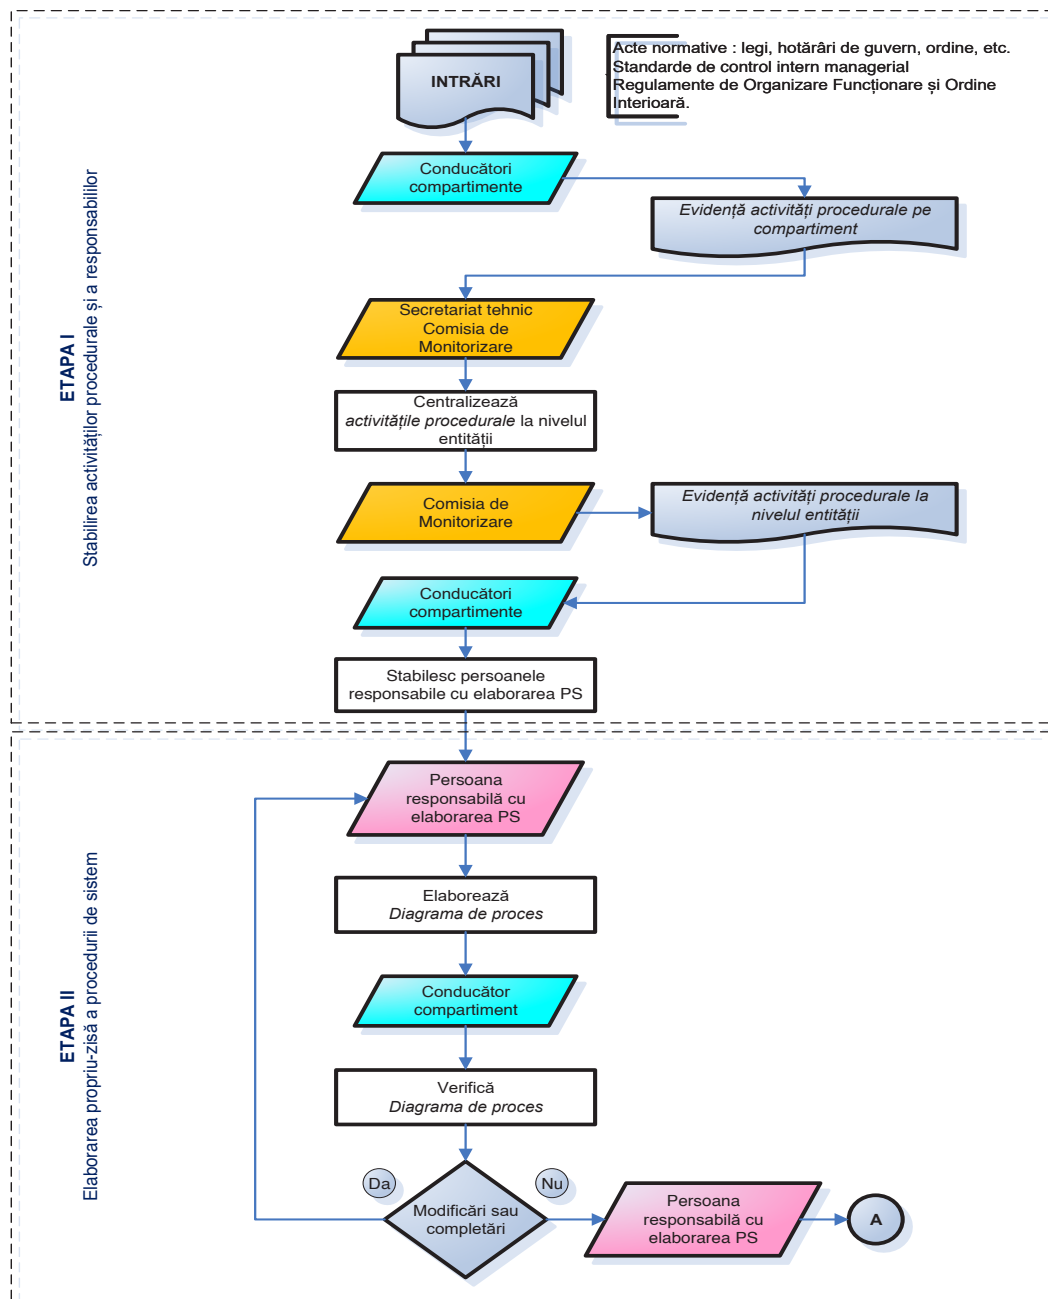 INTRĂRI
Acte normative : legi, hotărâri de guvern, ordine, etc.
Standarde de control intern managerial
Regulamente de Organizare Funcționare și Ordine
Interioară.
Conducători
compartimente
Evidență activități procedurale pe
compartiment
ETAPA I
Stabilirea activităților procedurale și a responsabililor
Secretariat tehnic
Comisia de
Monitorizare
Centralizează
activitățile procedurale la nivelul
entității
Comisia de
Monitorizare
Evidență activități procedurale la
nivelul entității
Conducători
compartimente
Stabilesc persoanele
responsabile cu elaborarea PS
ETAPA II
Elaborarea propriu-zisă a procedurii de sistem
Persoana
responsabilă cu
elaborarea PS
Elaborează
Diagrama de proces
Conducător
compartiment
Verifică
Diagrama de proces
Da
Nu
Modificări sau
completări
Persoana
responsabilă cu
elaborarea PS
A